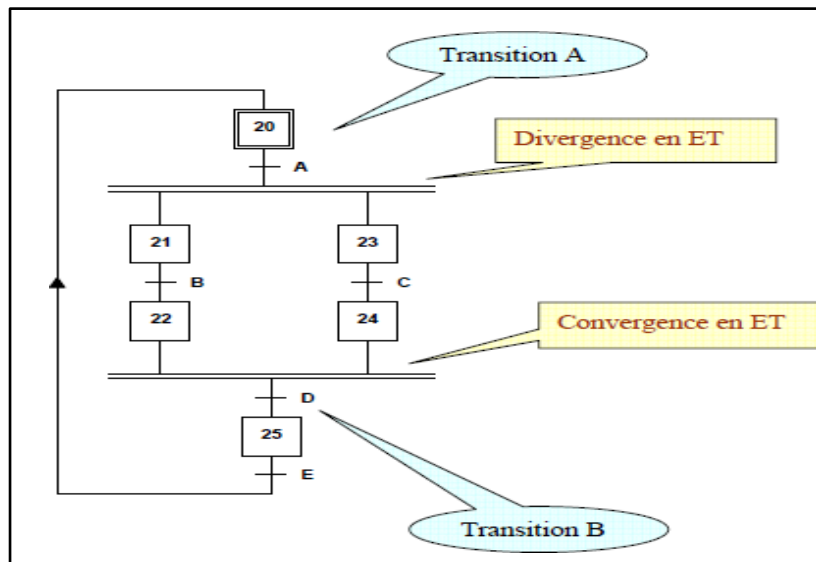 Transition A
20
A
Divergence en ET
21
23
B
C
22
24
Convergence en ET
D
25
E
Transition B